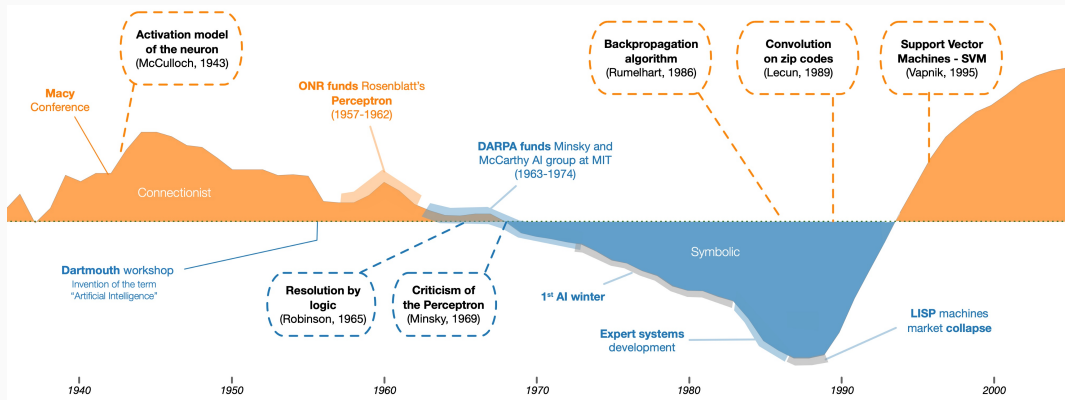 Activation model
of the neuron
(McCulloch, 1943)
Macy
Conference
ONR funds Rosenblatt's
Perceptron
(1957-1962)
DARPA funds Minsky and
McCarthy AI group at MIT
(1963-1974)
Backpropagation
algorithm
(Rumelhart, 1986)
Convolution
on zip codes
(Lecun, 1989)
Support Vector
Machines - SVM
(Vapnik, 1995)
Connectionist
Symbolic
Dartmouth workshop
Invention of the term
"Artificial Intelligence"
Resolution by
logic
(Robinson, 1965)
Criticism of
the Perceptron
(Minsky, 1969)
1st AI winter
Expert systems
development
LISP machines
market collapse
1940
1950
1960
1970
1980
1990
2000